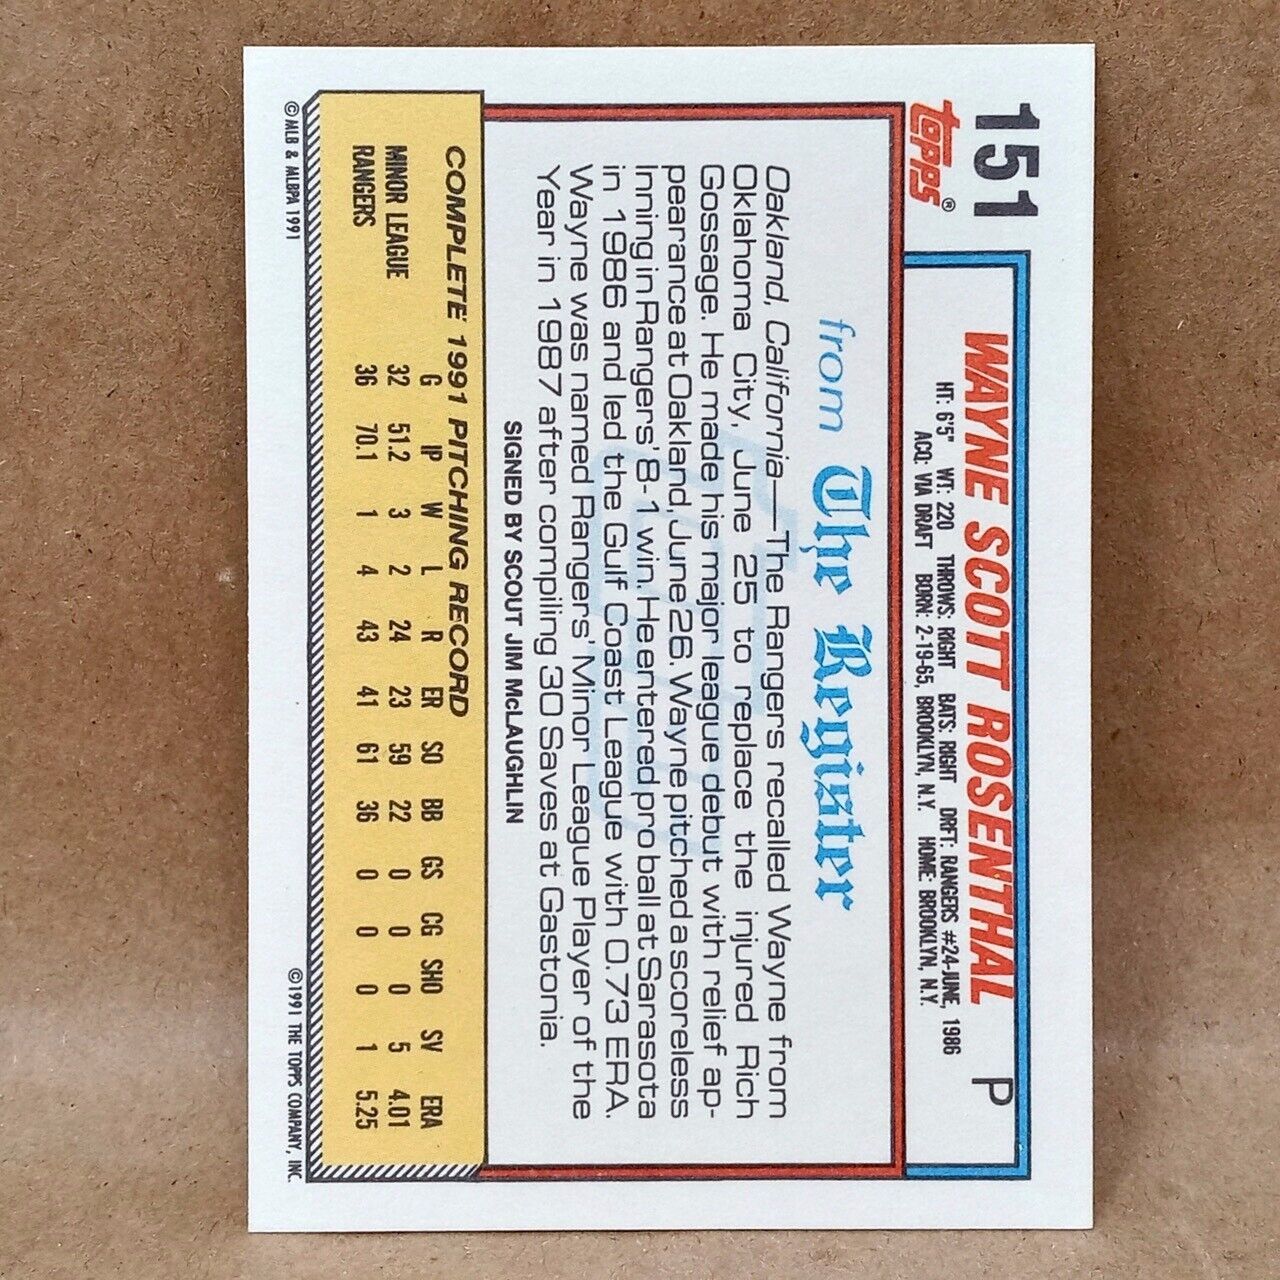 151
TOPPS®
WAYNE SCOTT ROSENTHAL P
HT: 6'5" WT: 220 THROWS: RIGHT BATS: RIGHT DRFT: RANGERS #24-JUNE, 1986
ACQ: VIA DRAFT BORN: 2-19-65, BROOKLYN, N.Y. HOME: BROOKLYN, N.Y.
from The Register
Oakland, California—The Rangers recalled Wayne from
Oklahoma City, June 25 to replace the injured Rich
Gossage. He made his major league debut with relief ap-
pearance at Oakland, June 26. Wayne pitched a scoreless
inning in Rangers' 8-1 win. He entered pro ball at Sarasota
in 1986 and led the Gulf Coast League with 0.73 ERA.
Wayne was named Rangers' Minor League Player of the
Year in 1987 after compiling 30 Saves at Gastonia.
SIGNED BY SCOUT JIM McLAUGHLIN
COMPLETE 1991 PITCHING RECORD
G IP W L R ER SO BB GS CG SHO SV ERA
MINOR LEAGUE 32 51.2 3 2 24 23 59 22 0 0 0 5 4.01
RANGERS 36 70.1 1 4 43 41 61 36 0 0 0 1 5.25
© MLB & MLBPA 1991 ©1991 THE TOPPS COMPANY, INC.